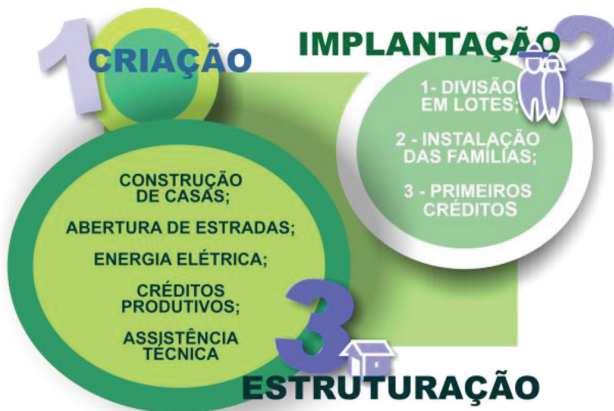 1
CRIAÇÃO
IMPLANTAÇÃO
2
1- DIVISÃO
EM LOTES;
2 - INSTALAÇÃO
DAS FAMÍLIAS;
3 - PRIMEIROS
CRÉDITOS
CONSTRUÇÃO
DE CASAS;
ABERTURA DE ESTRADAS;
ENERGIA ELÉTRICA;
CRÉDITOS
PRODUTIVOS;
ASSISTÊNCIA
TÉCNICA
3
ESTRUTURAÇÃO